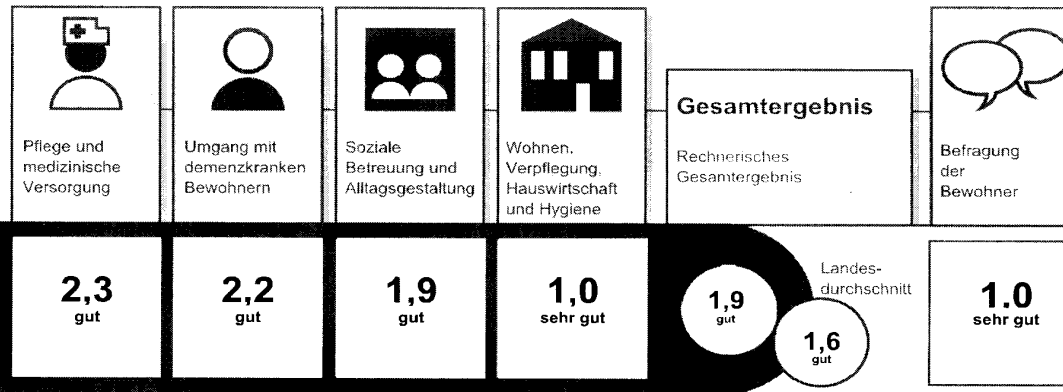 Pflege und
medizinische
Versorgung
Umgang mit
demenzkranken
Bewohnern
Soziale
Betreuung und
Alltagsgestaltung
Wohnen,
Verpflegung,
Hauswirtschaft
und Hygiene
Gesamtergebnis
Rechnerisches
Gesamtergebnis
Befragung
der
Bewohner
2,3
gut
2,2
gut
1,9
gut
1,0
sehr gut
1,9
gut
Landes-
durchschnitt
1,6
gut
1.0
sehr gut